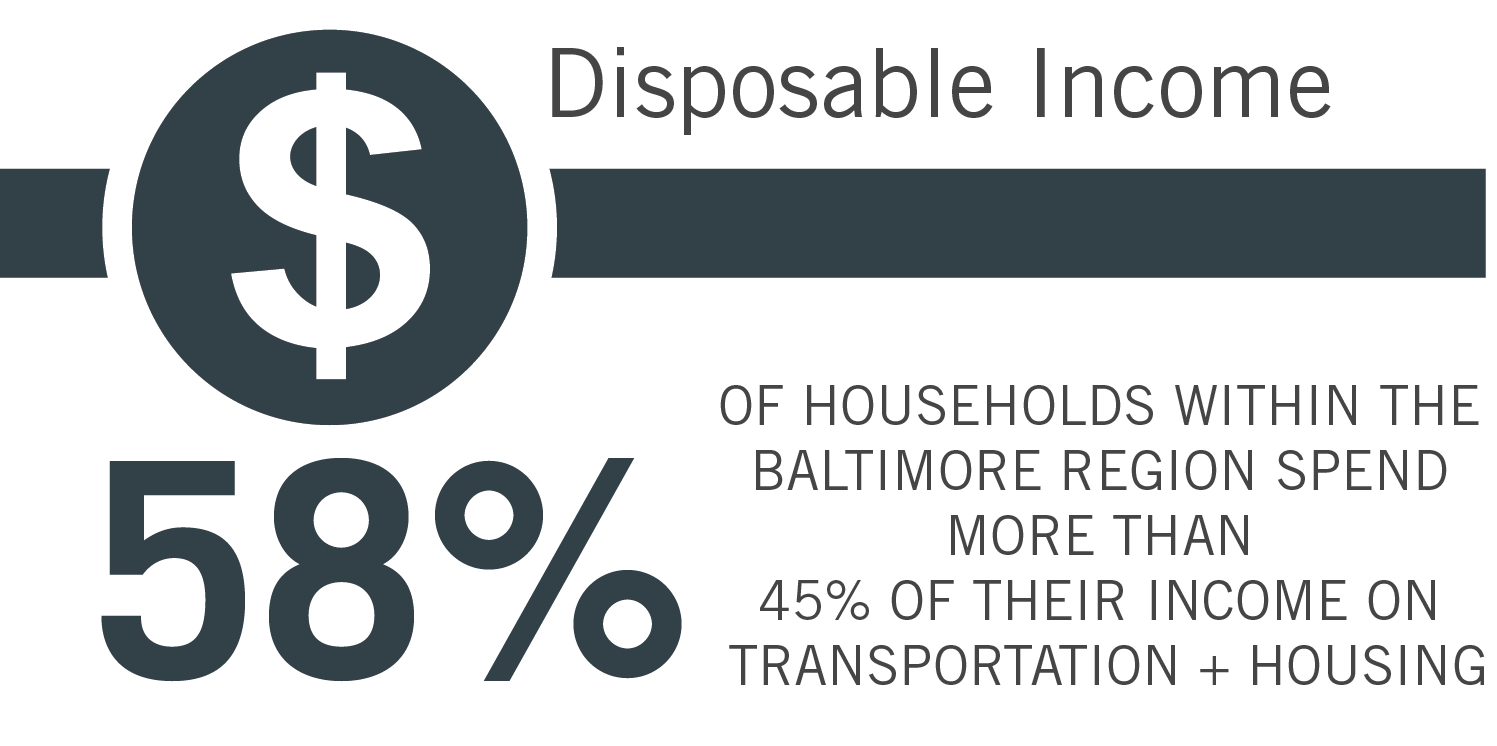 $
Disposable Income
58%
OF HOUSEHOLDS WITHIN THE
BALTIMORE REGION SPEND
MORE THAN
45% OF THEIR INCOME ON
TRANSPORTATION + HOUSING